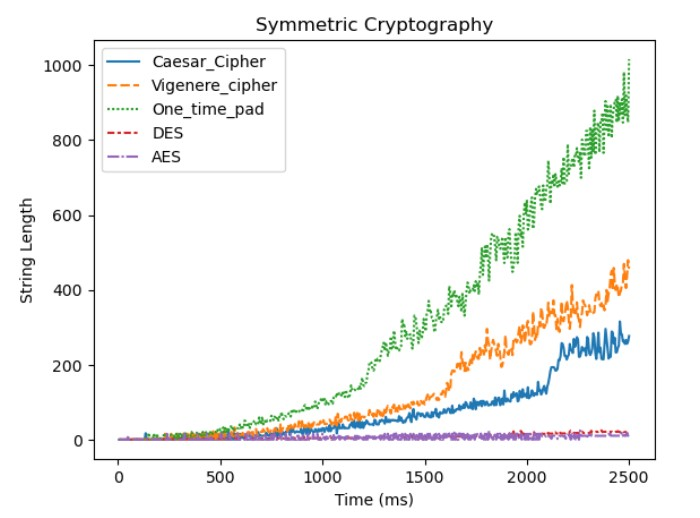 Symmetric Cryptography
Caesar_Cipher
Vigenere_cipher
One_time_pad
DES
AES
1000
800
600
400
200
0
String Length
0 500 1000 1500 2000 2500
Time (ms)